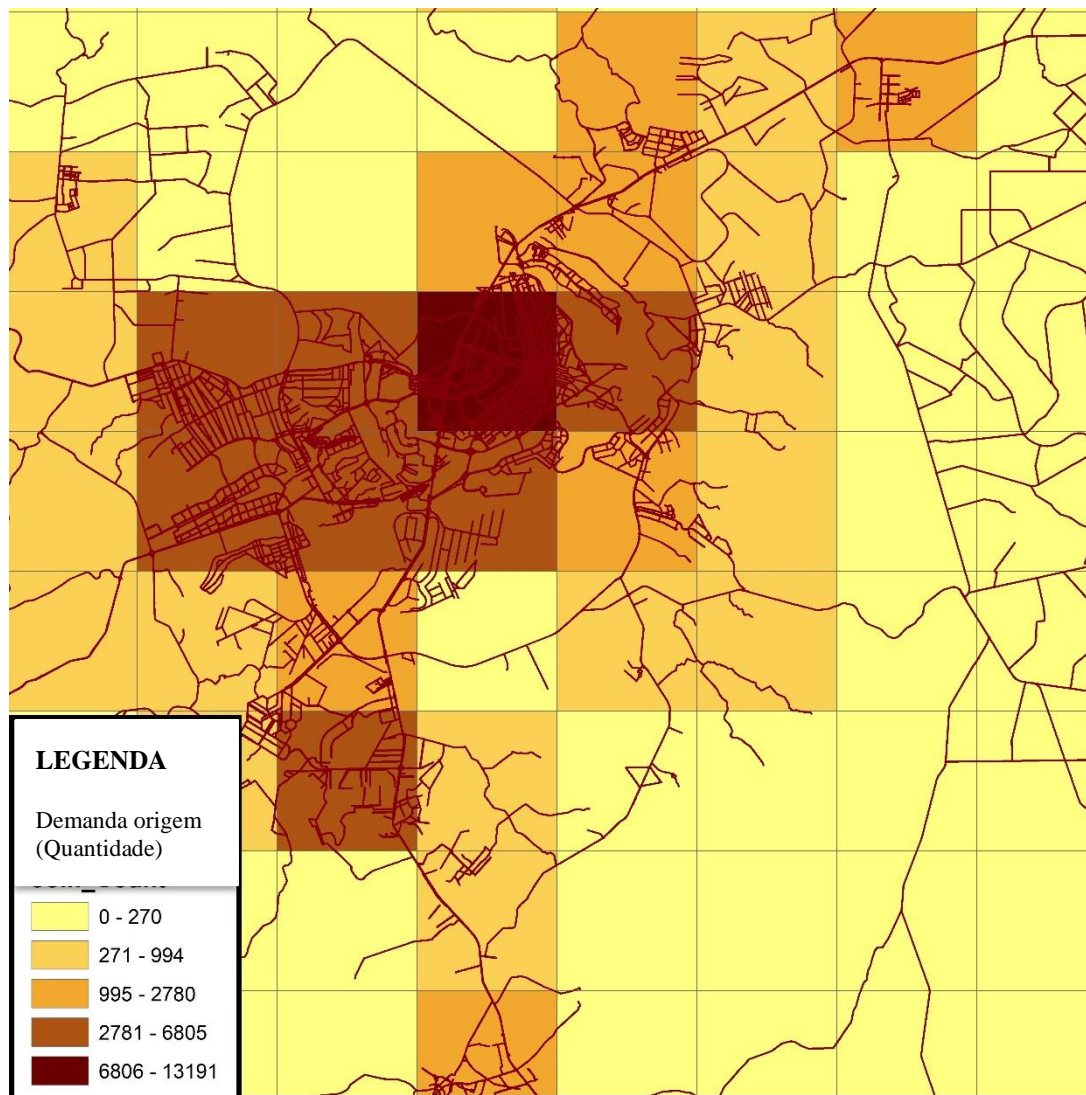 LEGENDA
Demanda origem
(Quantidade)
0 - 270
271 - 994
995 - 2780
2781 - 6805
6806 - 13191